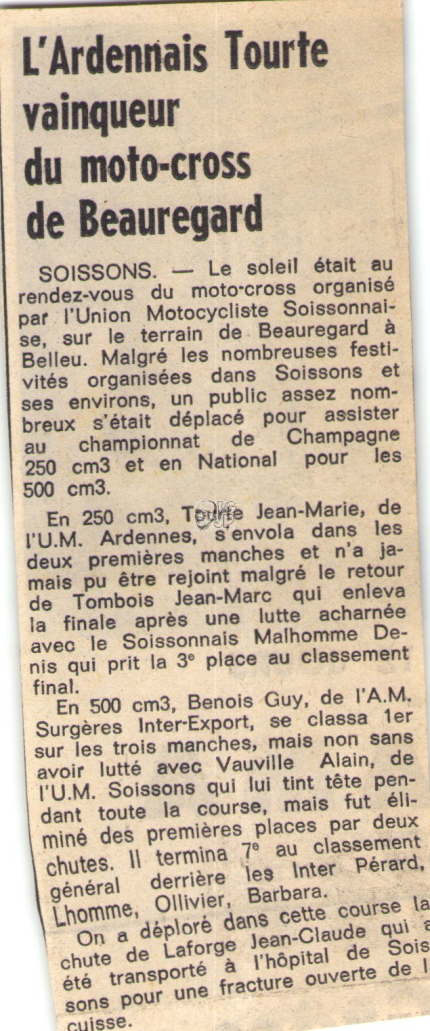 L'Ardennais Tourte
vainqueur
du moto-cross
de Beauregard
SOISSONS. — Le soleil était au
rendez-vous du moto-cross organisé
par l'Union Motocycliste Soissonnai-
se, sur le terrain de Beauregard à
Belleu. Malgré les nombreuses festi-
vités organisées dans Soissons et
ses environs, un public assez nom-
breux s'était déplacé pour assister
au championnat de Champagne
250 cm3 et en National pour les
500 cm3.
En 250 cm3, Tourte Jean-Marie, de
l'U.M. Ardennes, s'envola dans les
deux premières manches et n'a ja-
mais pu être rejoint malgré le retour
de Tombois Jean-Marc qui enleva
la finale après une lutte acharnée
avec le Soissonnais Malhomme De-
nis qui prit la 3e place au classement
final.
En 500 cm3, Benois Guy, de l'A.M.
Surgères Inter-Export, se classa 1er
sur les trois manches, mais non sans
avoir lutté avec Vauville Alain, de
l'U.M. Soissons qui lui tint tête pen-
dant toute la course, mais fut éli-
miné des premières places par deux
chutes. Il termina 7e au classement
général derrière les Inter Pérard,
Lhomme, Ollivier, Barbara.
On a déploré dans cette course la
chute de Laforge Jean-Claude qui a
été transporté à l'hôpital de Sois
sons pour une fracture ouverte de l
cuisse.